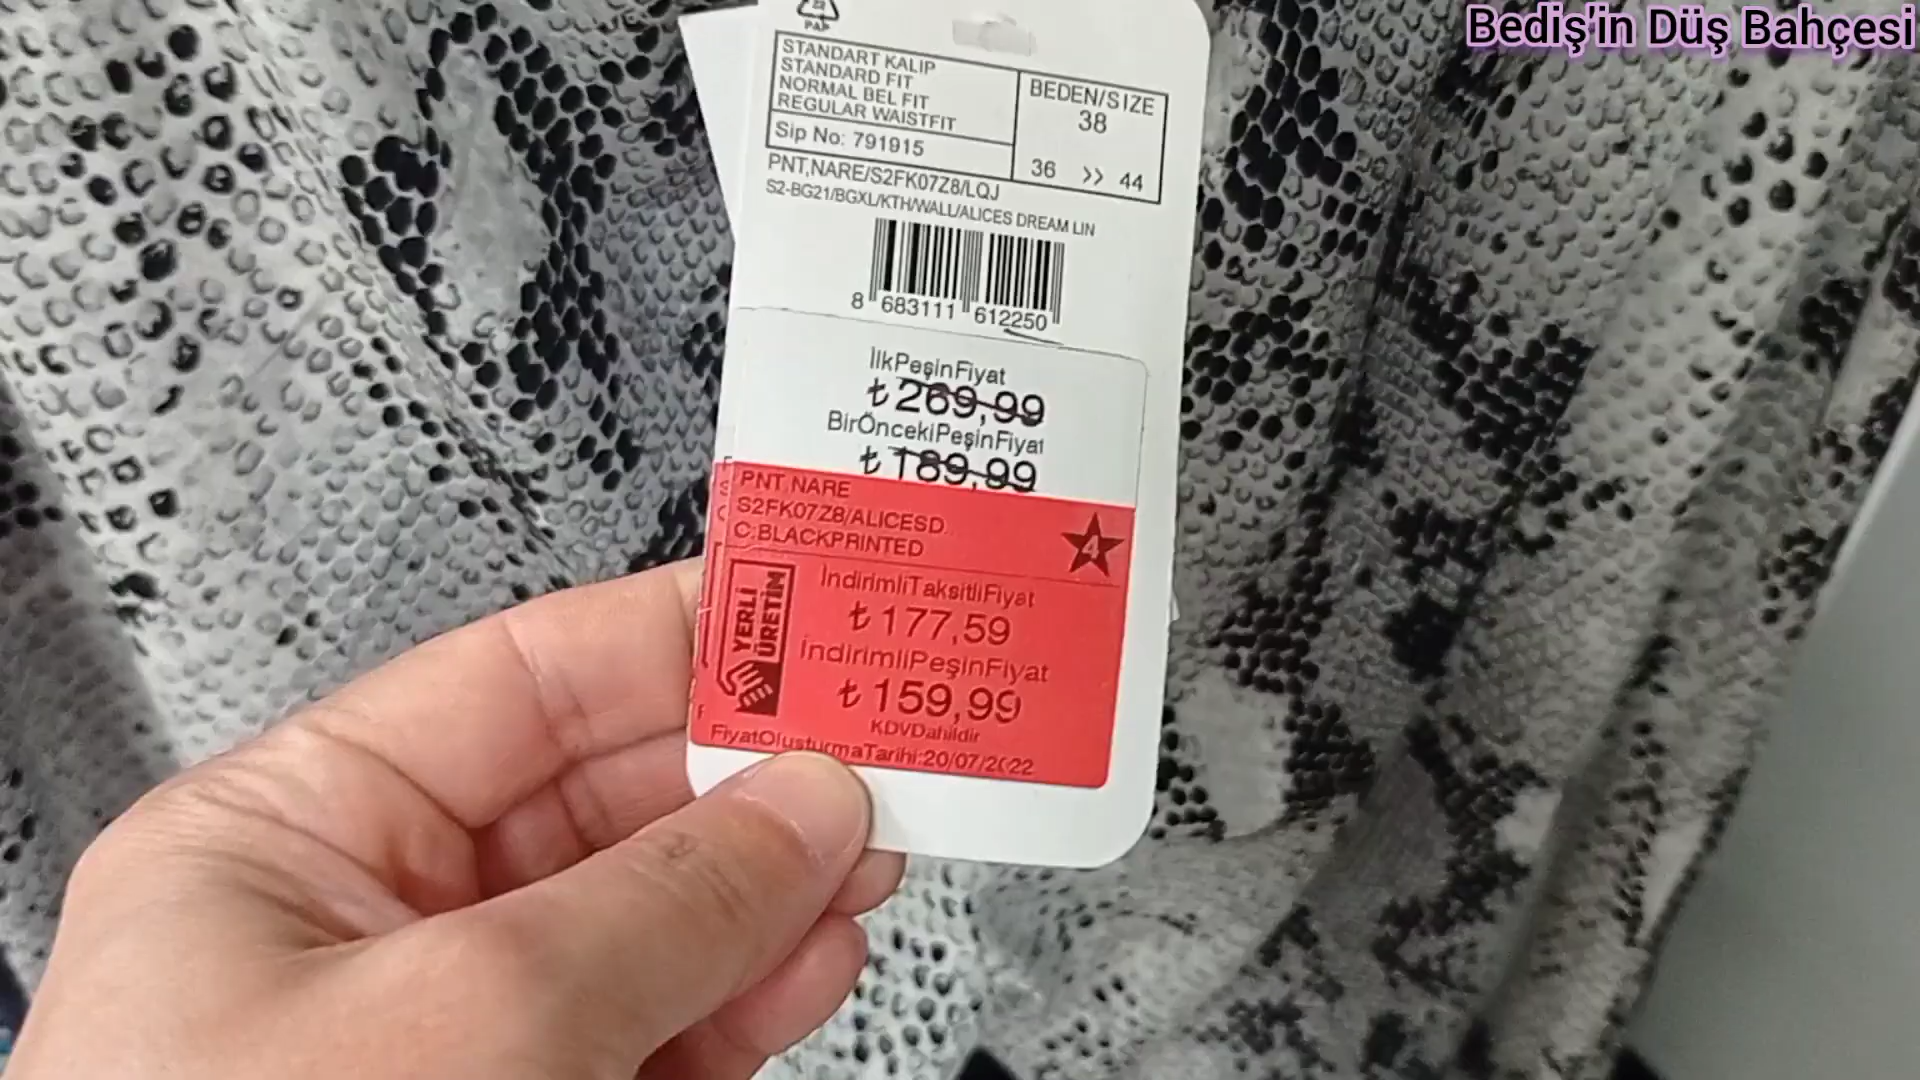 Bediş'in Düş Bahçesi
PAP
STANDART KALIP
STANDARD FIT
NORMAL BEL FIT
REGULAR WAISTFIT
Sip No: 791915
BEDEN/SIZE
38
36 >> 44
PNT,NARE/S2FK07Z8/LQJ
S2-BG21/BGXL/KTH/WALL/ALICES DREAM LIN
8 683111 612250
İlkPeşinFiyat
₺269,99
BirÖncekiPeşinFiyat
₺189,99
PNT NARE
S2FK07Z8/ALICESD..
C:BLACKPRINTED
4
YERLİ
ÜRETİM
İndirimliTaksitliFiyat
₺177,59
İndirimliPeşinFiyat
₺159,99
KDVDahildir
FiyatOluşturmaTarihi:20/07/2022